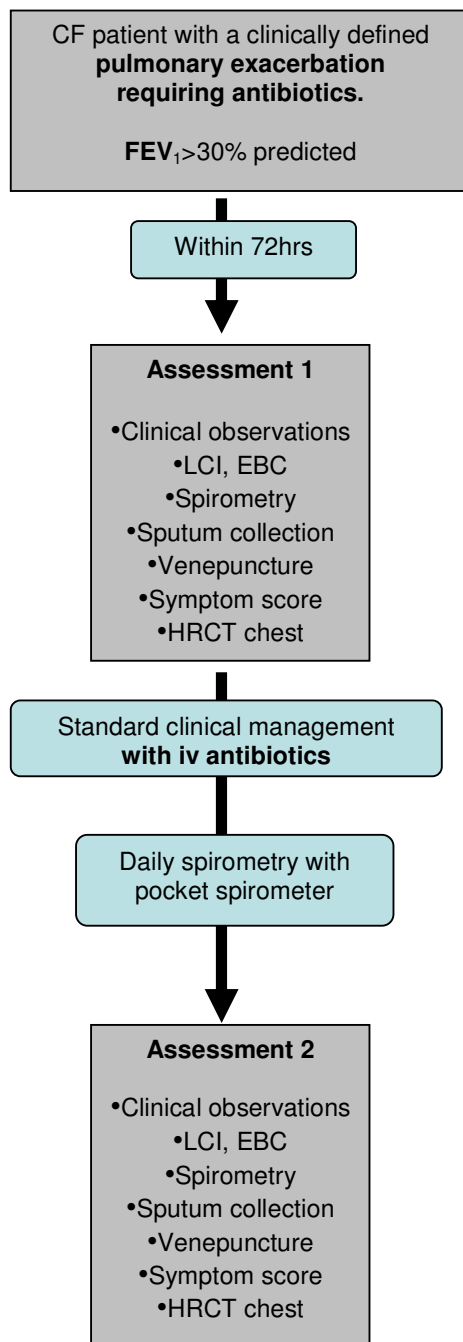 CF patient with a clinically defined
pulmonary exacerbation
requiring antibiotics.
FEV₁>30% predicted
Within 72hrs
Assessment 1
•Clinical observations
•LCI, EBC
•Spirometry
•Sputum collection
•Venepuncture
•Symptom score
•HRCT chest
Standard clinical management
with iv antibiotics
Daily spirometry with
pocket spirometer
Assessment 2
•Clinical observations
•LCI, EBC
•Spirometry
•Sputum collection
•Venepuncture
•Symptom score
•HRCT chest